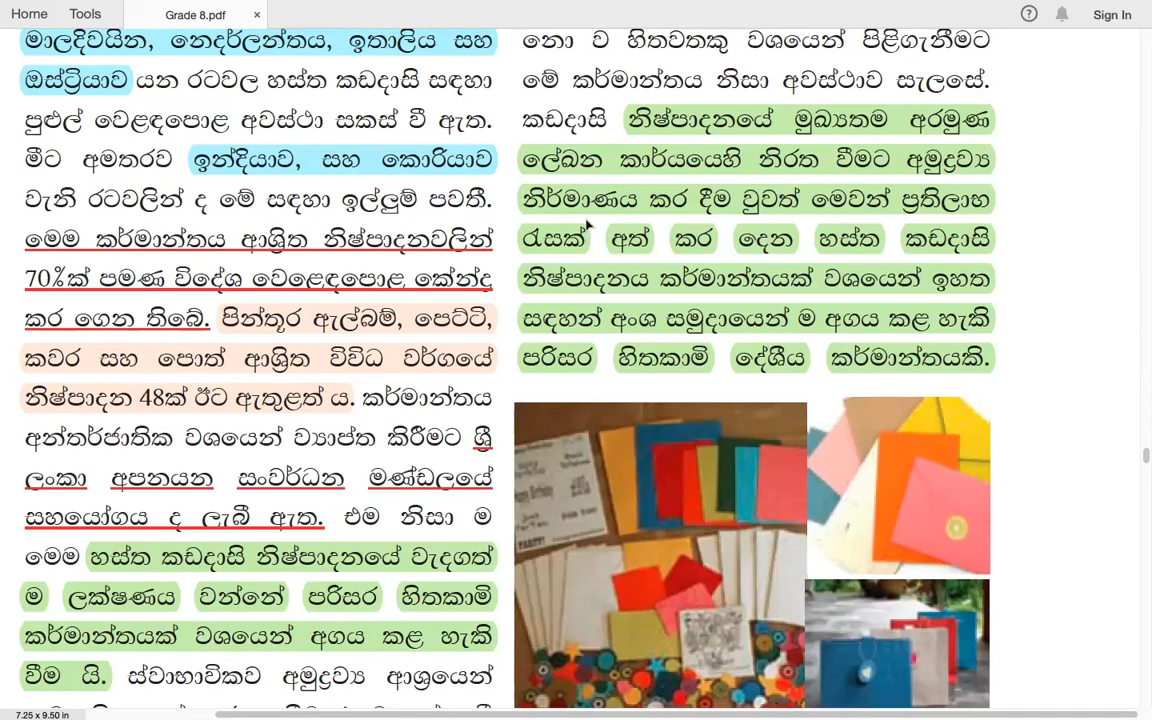 Home Tools Grade 8.pdf × Sign In
මාලදිවයින, නෙදර්ලන්තය, ඉතාලිය සහ
ඔස්ට්‍රියාව යන රටවල හස්ත කඩදාසි සඳහා
පුළුල් වෙළඳපොළ අවස්ථා සකස් වී ඇත.
මීට අමතරව ඉන්දියාව, සහ කොරියාව
වැනි රටවලින් ද මේ සඳහා ඉල්ලුම් පවතී.
මෙම කර්මාන්තය ආශ්‍රිත නිෂ්පාදනවලින්
70%ක් පමණ විදේශ වෙළෙඳපොළ කේන්ද්‍ර
කර ගෙන තිබේ. පින්තූර ඇල්බම්, පෙට්ටි,
කවර සහ පොත් ආශ්‍රිත විවිධ වර්ගයේ
නිෂ්පාදන 48ක් ඊට ඇතුළත් ය. කර්මාන්තය
අන්තර්ජාතික වශයෙන් ව්‍යාප්ත කිරීමට ශ්‍රී
ලංකා අපනයන සංවර්ධන මණ්ඩලයේ
සහයෝගය ද ලැබී ඇත. එම නිසා ම
මෙම හස්ත කඩදාසි නිෂ්පාදනයේ වැදගත්
ම ලක්ෂණය වන්නේ පරිසර හිතකාමි
කර්මාන්තයක් වශයෙන් අගය කළ හැකි
වීම යි. ස්වාභාවිකව අමුද්‍රව්‍ය ආශ්‍රයෙන්
නො ව හිතවතකු වශයෙන් පිළිගැනීමට
මේ කර්මාන්තය නිසා අවස්ථාව සැලසේ.
කඩදාසි නිෂ්පාදනයේ මුඛ්‍යතම අරමුණ
ලේඛන කාර්යයෙහි නිරත වීමට අමුද්‍රව්‍ය
නිර්මාණය කර දීම වුවත් මෙවන් ප්‍රතිලාභ
රැසක් අත් කර දෙන හස්ත කඩදාසි
නිෂ්පාදනය කර්මාන්තයක් වශයෙන් ඉහත
සඳහන් අංශ සමුදායෙන් ම අගය කළ හැකි
පරිසර හිතකාමි දේශීය කර්මාන්තයකි.
7.25 x 9.50 in